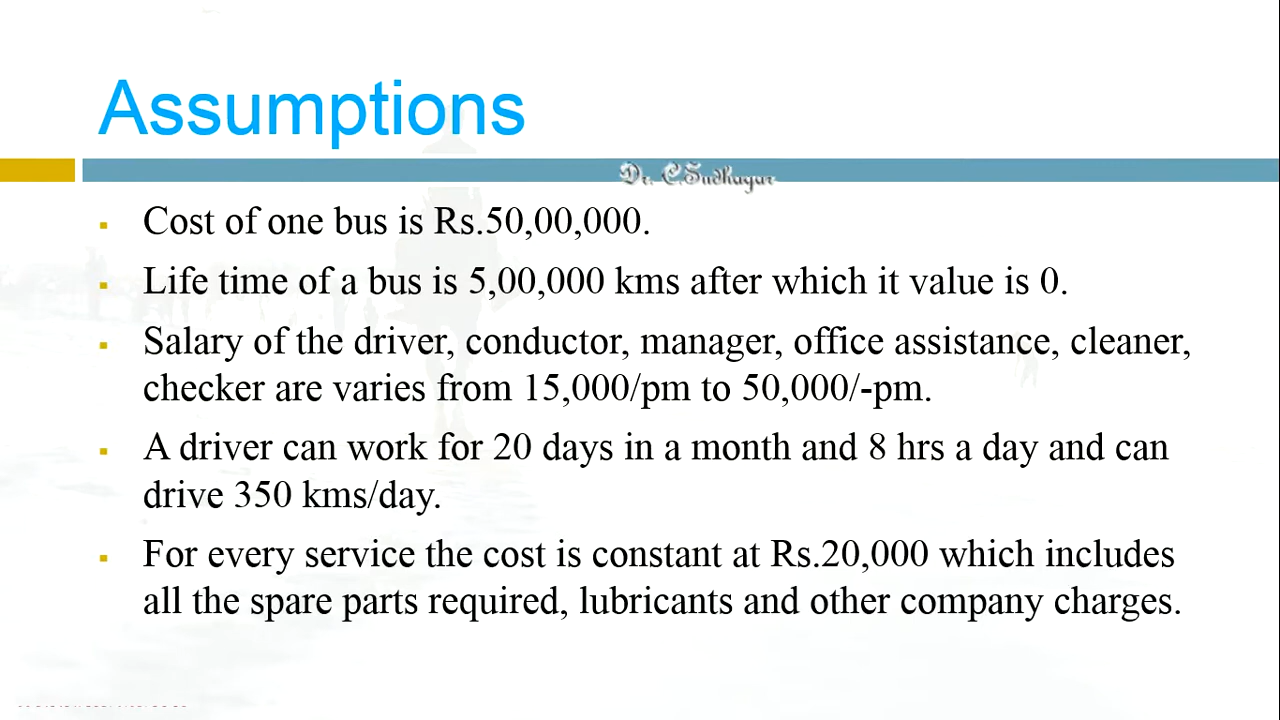 Assumptions
Dr. C.Sudhagar
▪ Cost of one bus is Rs.50,00,000.
▪ Life time of a bus is 5,00,000 kms after which it value is 0.
▪ Salary of the driver, conductor, manager, office assistance, cleaner,
checker are varies from 15,000/pm to 50,000/-pm.
▪ A driver can work for 20 days in a month and 8 hrs a day and can
drive 350 kms/day.
▪ For every service the cost is constant at Rs.20,000 which includes
all the spare parts required, lubricants and other company charges.